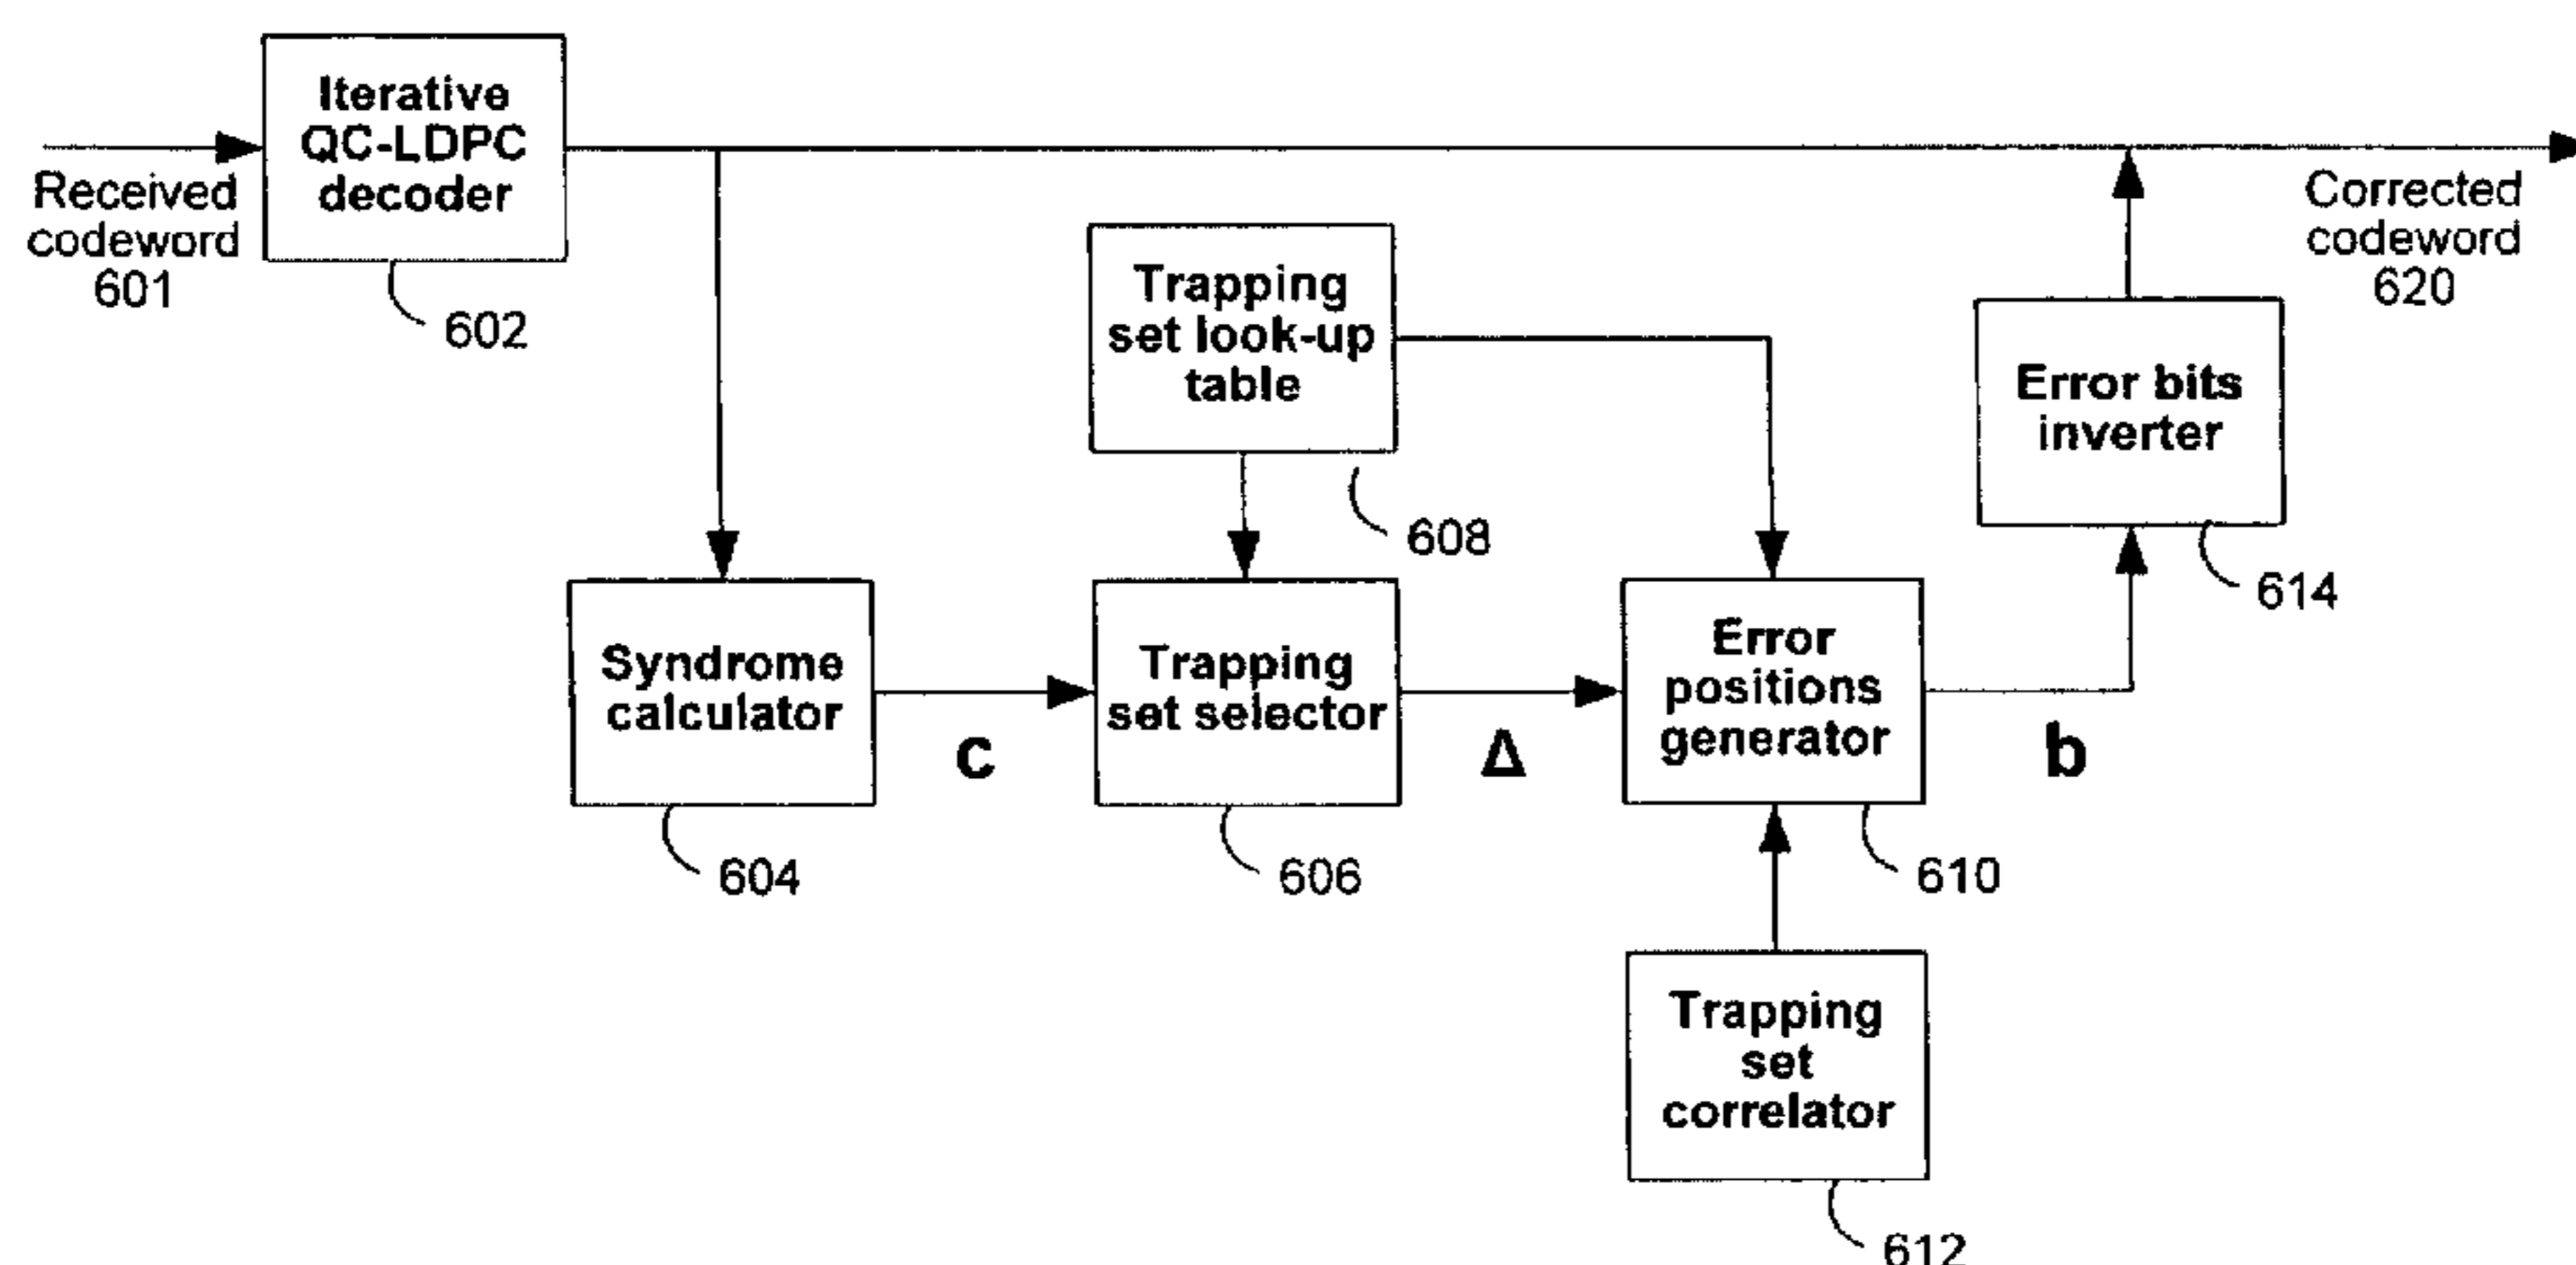 Iterative
QC-LDPC
decoder
Received
codeword
601
602
Trapping
set look-up
table
608
Corrected
codeword
620
Error bits
inverter
614
Syndrome
calculator
604
c
Trapping
set selector
606
Δ
Error
positions
generator
610
b
Trapping
set
correlator
612